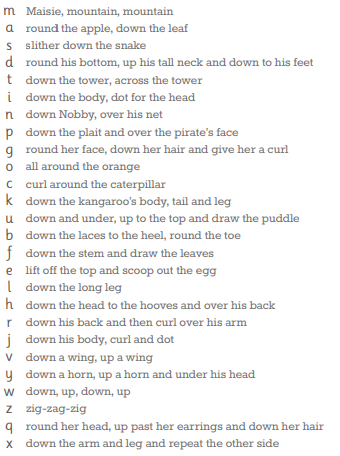 m Maisie, mountain, mountain
a round the apple, down the leaf
s slither down the snake
d round his bottom, up his tall neck and down to his feet
t down the tower, across the tower
i down the body, dot for the head
n down Nobby, over his net
p down the plait and over the pirate's face
g round her face, down her hair and give her a curl
o all around the orange
c curl around the caterpillar
k down the kangaroo's body, tail and leg
u down and under, up to the top and draw the puddle
b down the laces to the heel, round the toe
f down the stem and draw the leaves
e lift off the top and scoop out the egg
l down the long leg
h down the head to the hooves and over his back
r down his back and then curl over his arm
j down his body, curl and dot
v down a wing, up a wing
y down a horn, up a horn and under his head
w down, up, down, up
z zig-zag-zig
q round her head, up past her earrings and down her hair
x down the arm and leg and repeat the other side